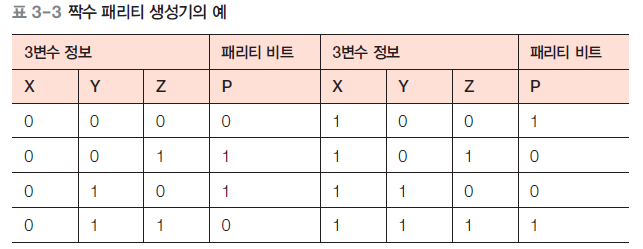 표 3-3 짝수 패리티 생성기의 예
3변수 정보 패리티 비트 3변수 정보 패리티 비트
X Y Z P X Y Z P
0 0 0 0 1 0 0 1
0 0 1 1 1 0 1 0
0 1 0 1 1 1 0 0
0 1 1 0 1 1 1 1